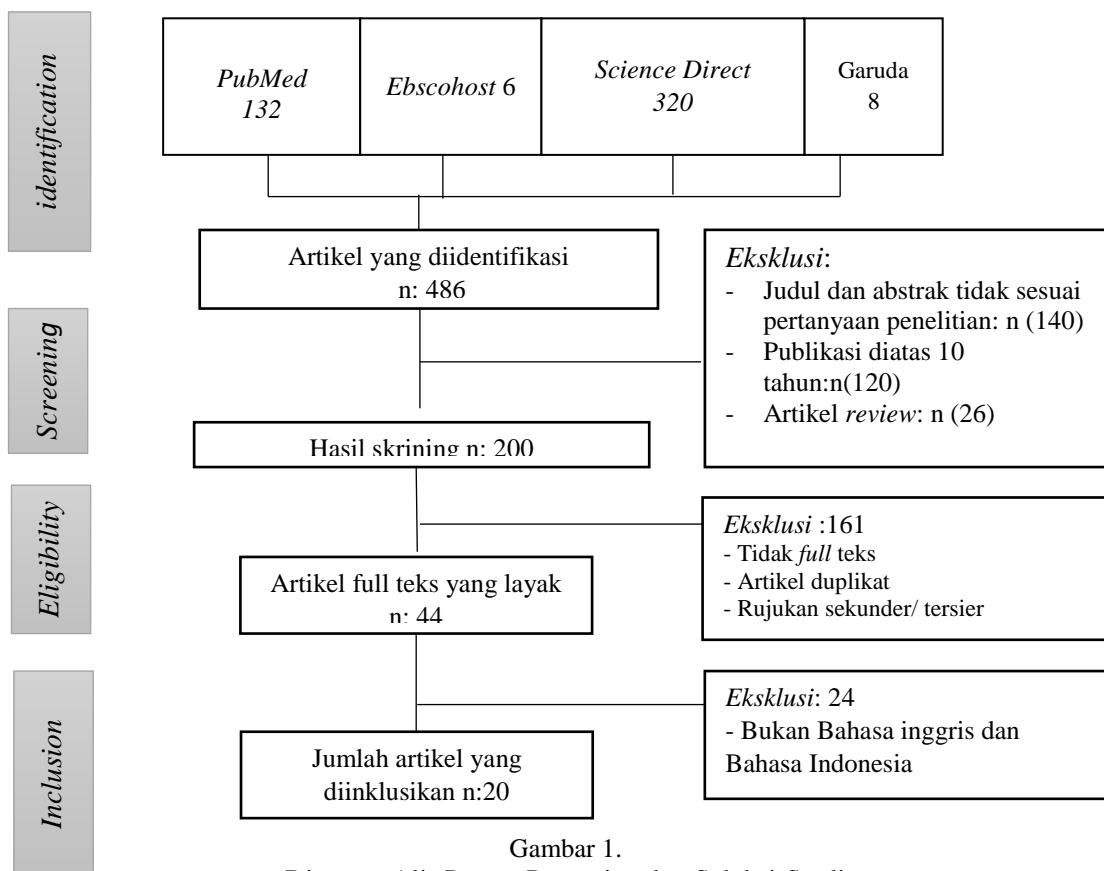 identification
PubMed
132
Ebscohost 6
Science Direct
320
Garuda
8
Artikel yang diidentifikasi
n: 486
Eksklusi:
- Judul dan abstrak tidak sesuai
pertanyaan penelitian: n (140)
- Publikasi diatas 10
tahun:n(120)
- Artikel review: n (26)
Screening
Hasil skrining n: 200
Eligibility
Eksklusi :161
- Tidak full teks
- Artikel duplikat
- Rujukan sekunder/ tersier
Artikel full teks yang layak
n: 44
Inclusion
Eksklusi: 24
- Bukan Bahasa inggris dan
Bahasa Indonesia
Jumlah artikel yang
diinklusikan n:20
Gambar 1.